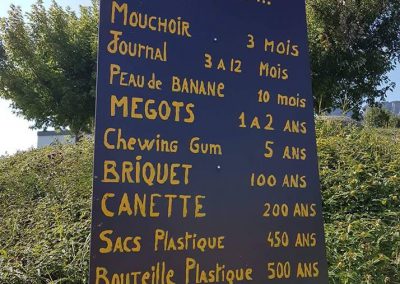 Mouchoir 3 mois
Journal 3 A 12 Mois
Peau de BANANE 10 mois
MEGOTS 1 A 2 ANS
Chewing Gum 5 ANS
BRIQUET 100 ANS
CANETTE 200 ANS
Sacs Plastique 450 ANS
Bouteille Plastique 500 ANS